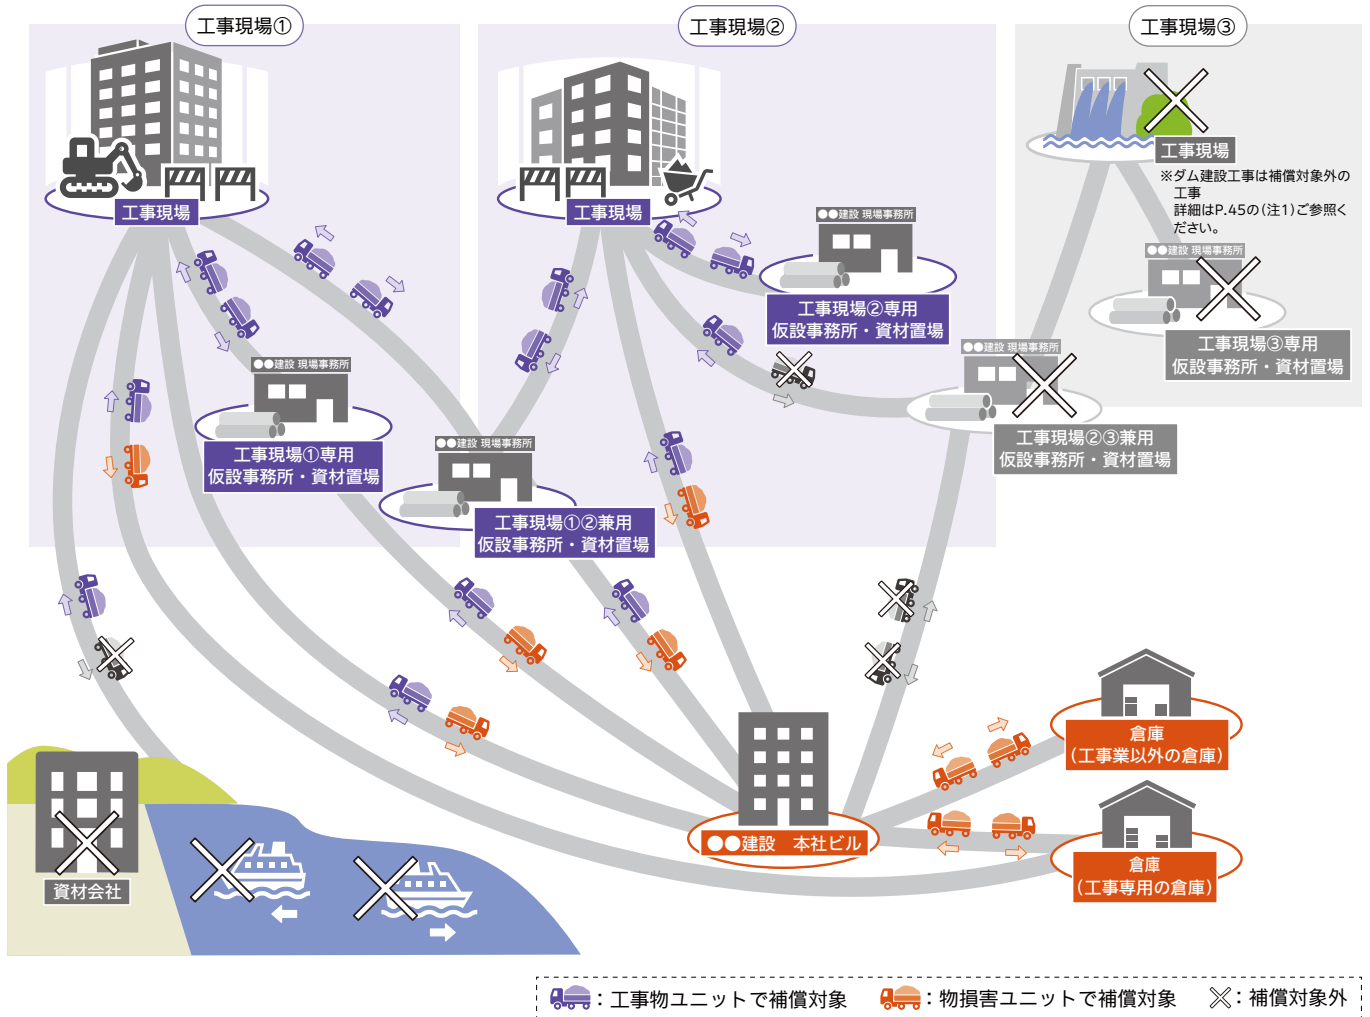 工事現場①
工事現場②
工事現場③
工事現場
工事現場
工事現場
※ダム建設工事は補償対象外の
工事
詳細はP.45の(注1)ご参照く
ださい。
●●建設 現場事務所
工事現場②専用
仮設事務所・資材置場
●●建設 現場事務所
工事現場③専用
仮設事務所・資材置場
●●建設 現場事務所
工事現場①専用
仮設事務所・資材置場
●●建設 現場事務所
工事現場②③兼用
仮設事務所・資材置場
●●建設 現場事務所
工事現場①②兼用
仮設事務所・資材置場
倉庫
(工事業以外の倉庫)
●●建設 本社ビル
倉庫
(工事専用の倉庫)
資材会社
：工事物ユニットで補償対象
：物損害ユニットで補償対象
：補償対象外